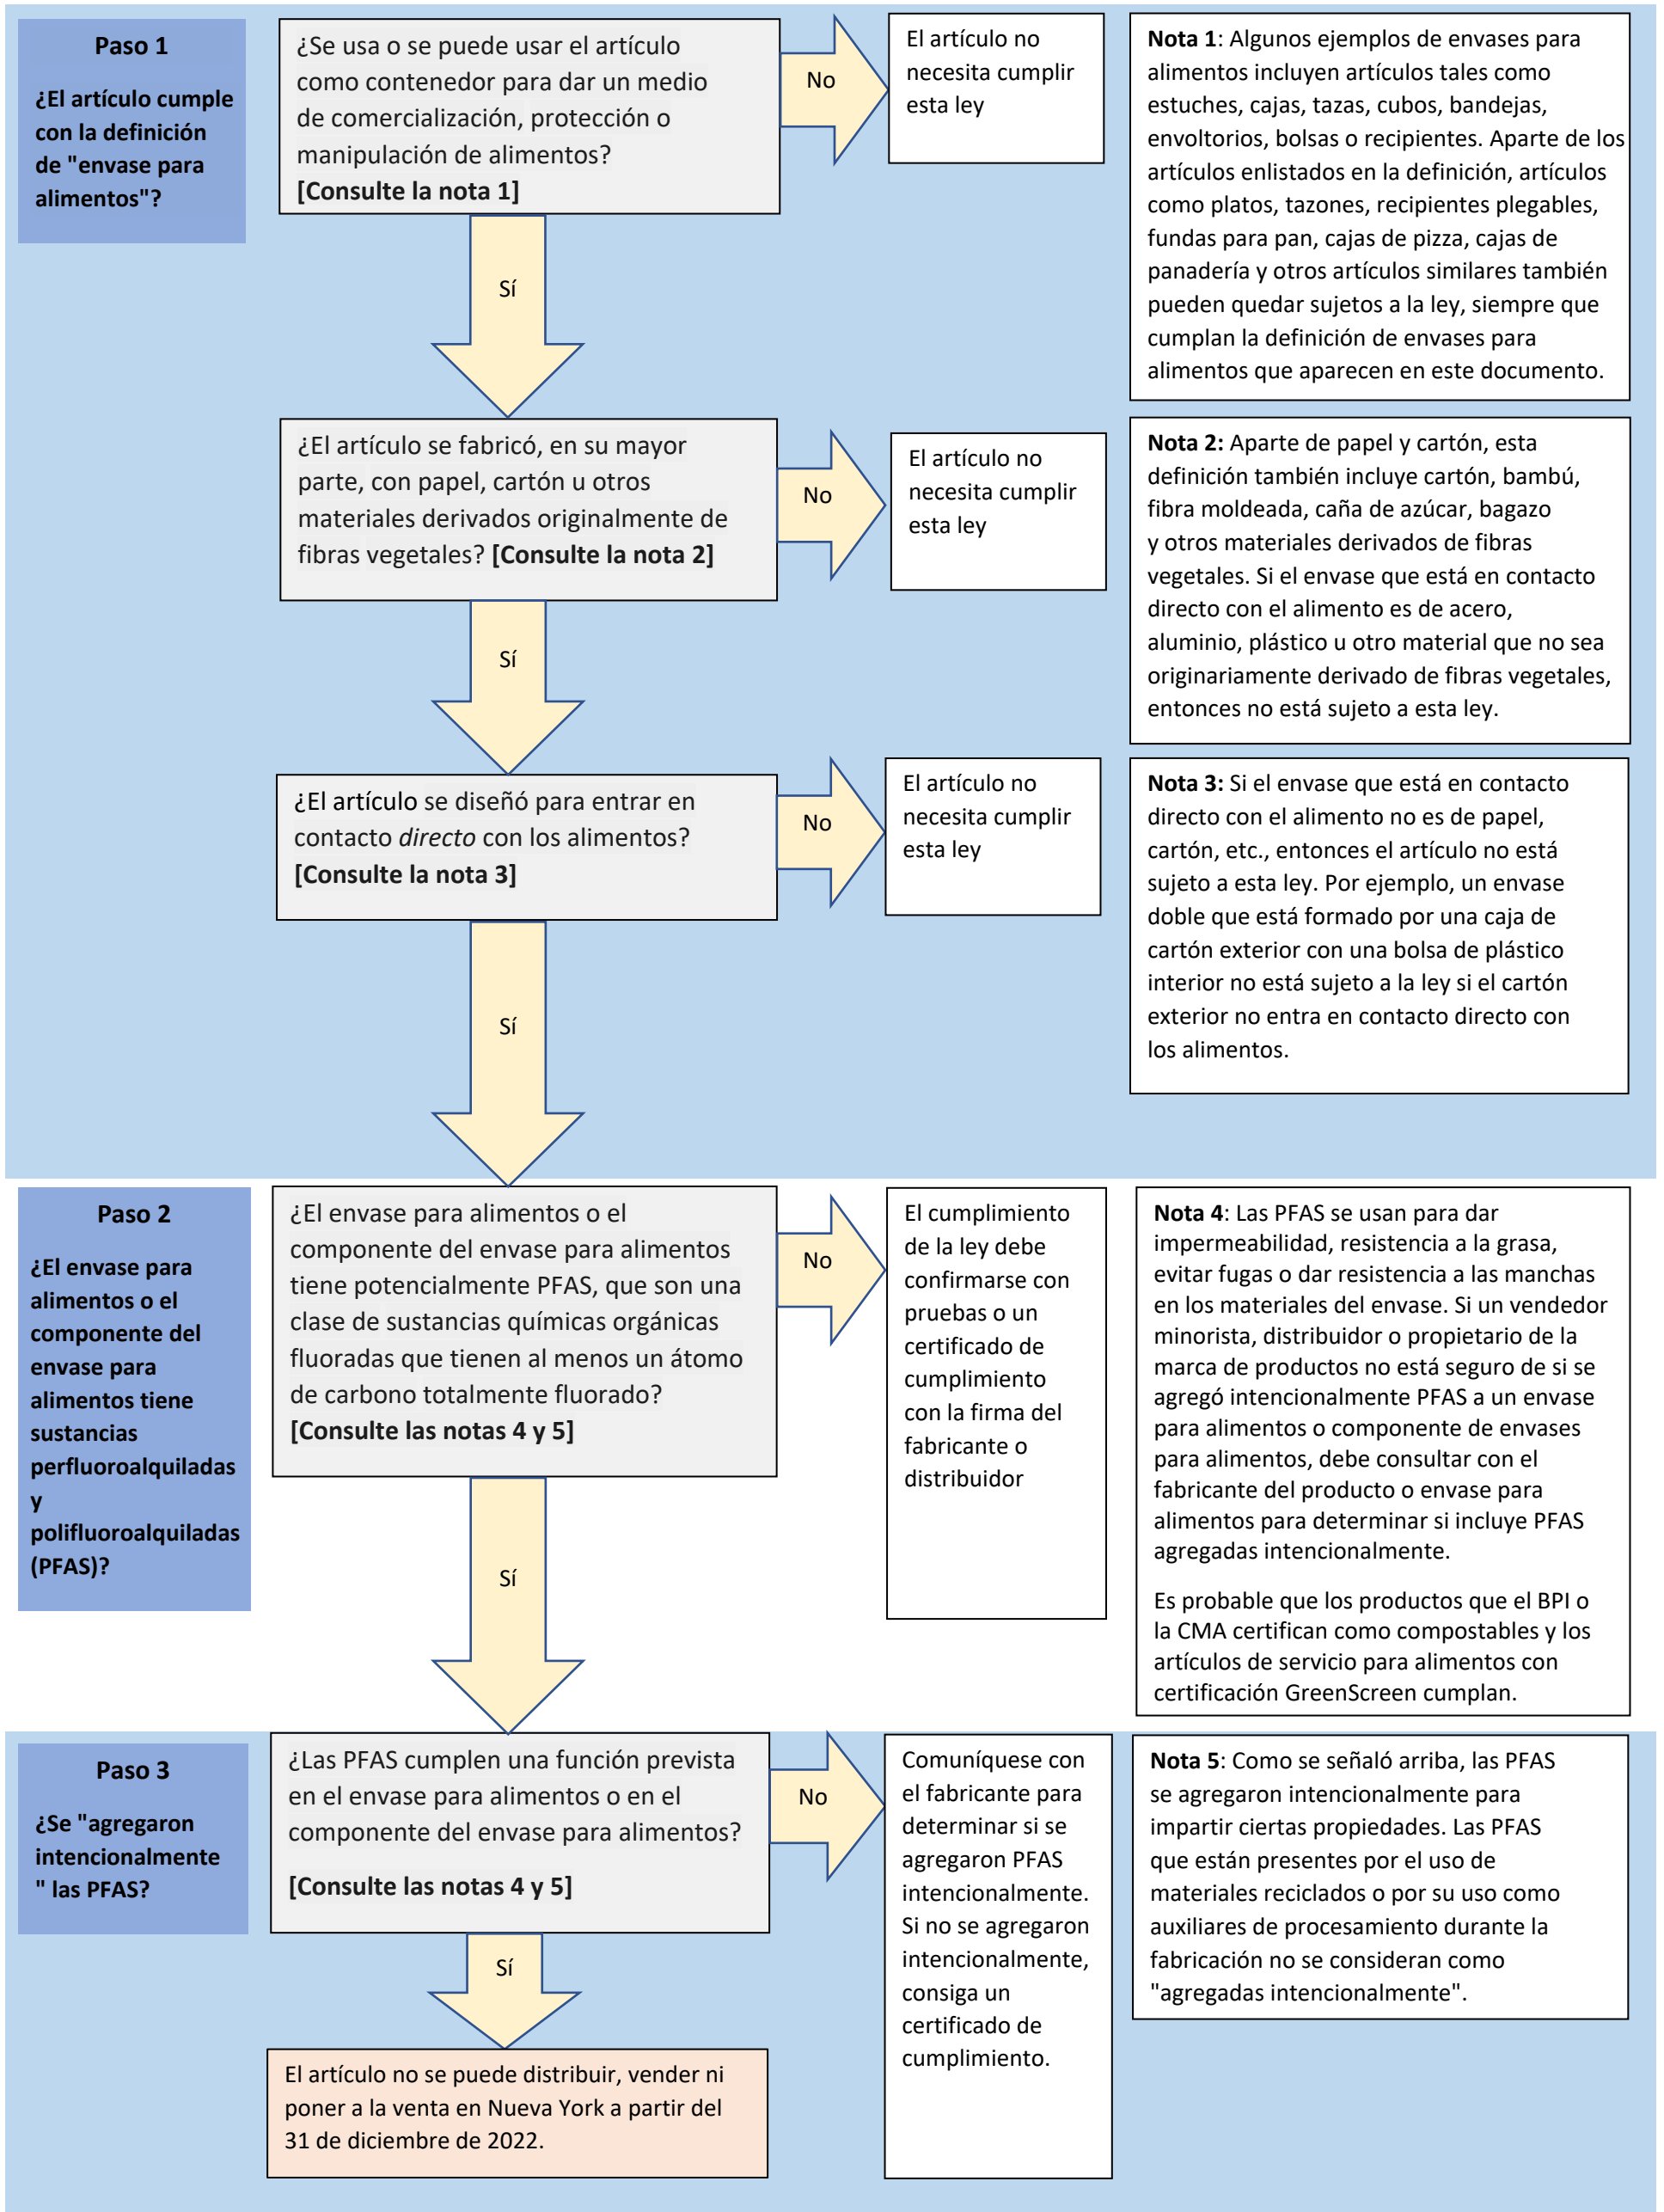 Paso 1
¿El artículo cumple
con la definición
de "envase para
alimentos"?
¿Se usa o se puede usar el artículo
como contenedor para dar un medio
de comercialización, protección o
manipulación de alimentos?
[Consulte la nota 1]
No
El artículo no
necesita cumplir
esta ley
Nota 1: Algunos ejemplos de envases para
alimentos incluyen artículos tales como
estuches, cajas, tazas, cubos, bandejas,
envoltorios, bolsas o recipientes. Aparte de los
artículos enlistados en la definición, artículos
como platos, tazones, recipientes plegables,
fundas para pan, cajas de pizza, cajas de
panadería y otros artículos similares también
pueden quedar sujetos a la ley, siempre que
cumplan la definición de envases para
alimentos que aparecen en este documento.
Sí
¿El artículo se fabricó, en su mayor
parte, con papel, cartón u otros
materiales derivados originalmente de
fibras vegetales? [Consulte la nota 2]
No
El artículo no
necesita cumplir
esta ley
Nota 2: Aparte de papel y cartón, esta
definición también incluye cartón, bambú,
fibra moldeada, caña de azúcar, bagazo
y otros materiales derivados de fibras
vegetales. Si el envase que está en contacto
directo con el alimento es de acero,
aluminio, plástico u otro material que no sea
originariamente derivado de fibras vegetales,
entonces no está sujeto a esta ley.
Sí
¿El artículo se diseñó para entrar en
contacto directo con los alimentos?
[Consulte la nota 3]
No
El artículo no
necesita cumplir
esta ley
Nota 3: Si el envase que está en contacto
directo con el alimento no es de papel,
cartón, etc., entonces el artículo no está
sujeto a esta ley. Por ejemplo, un envase
doble que está formado por una caja de
cartón exterior con una bolsa de plástico
interior no está sujeto a la ley si el cartón
exterior no entra en contacto directo con
los alimentos.
Sí
Paso 2
¿El envase para
alimentos o el
componente del
envase para
alimentos tiene
sustancias
perfluoroalquiladas
y
polifluoroalquiladas
(PFAS)?
¿El envase para alimentos o el
componente del envase para alimentos
tiene potencialmente PFAS, que son una
clase de sustancias químicas orgánicas
fluoradas que tienen al menos un átomo
de carbono totalmente fluorado?
[Consulte las notas 4 y 5]
No
El cumplimiento
de la ley debe
confirmarse con
pruebas o un
certificado de
cumplimiento
con la firma del
fabricante o
distribuidor
Nota 4: Las PFAS se usan para dar
impermeabilidad, resistencia a la grasa,
evitar fugas o dar resistencia a las manchas
en los materiales del envase. Si un vendedor
minorista, distribuidor o propietario de la
marca de productos no está seguro de si se
agregó intencionalmente PFAS a un envase
para alimentos o componente de envases
para alimentos, debe consultar con el
fabricante del producto o envase para
alimentos para determinar si incluye PFAS
agregadas intencionalmente.
Es probable que los productos que el BPI o
la CMA certifican como compostables y los
artículos de servicio para alimentos con
certificación GreenScreen cumplan.
Sí
Paso 3
¿Se "agregaron
intencionalmente
" las PFAS?
¿Las PFAS cumplen una función prevista
en el envase para alimentos o en el
componente del envase para alimentos?
[Consulte las notas 4 y 5]
No
Comuníquese con
el fabricante para
determinar si se
agregaron PFAS
intencionalmente.
Si no se agregaron
intencionalmente,
consiga un
certificado de
cumplimiento.
Nota 5: Como se señaló arriba, las PFAS
se agregaron intencionalmente para
impartir ciertas propiedades. Las PFAS
que están presentes por el uso de
materiales reciclados o por su uso como
auxiliares de procesamiento durante la
fabricación no se consideran como
"agregadas intencionalmente".
Sí
El artículo no se puede distribuir, vender ni
poner a la venta en Nueva York a partir del
31 de diciembre de 2022.